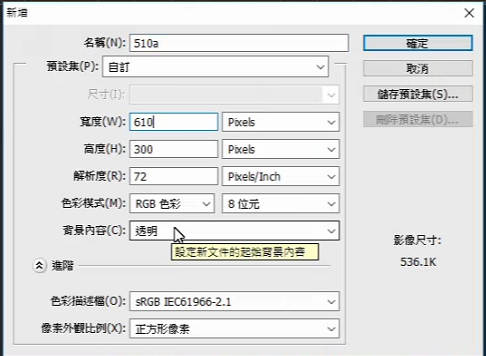 新增
名稱(N): 510a
確定
預設集(P): 自訂
取消
尺寸(I):
儲存預設集(S)...
寬度(W): 610 Pixels
刪除預設集(D)...
高度(H): 300 Pixels
解析度(R): 72 Pixels/Inch
色彩模式(M): RGB 色彩 8 位元
背景內容(C): 透明
設定新文件的起始背景內容
影像尺寸:
536.1K
進階
色彩描述檔(O): sRGB IEC61966-2.1
像素外觀比例(X): 正方形像素